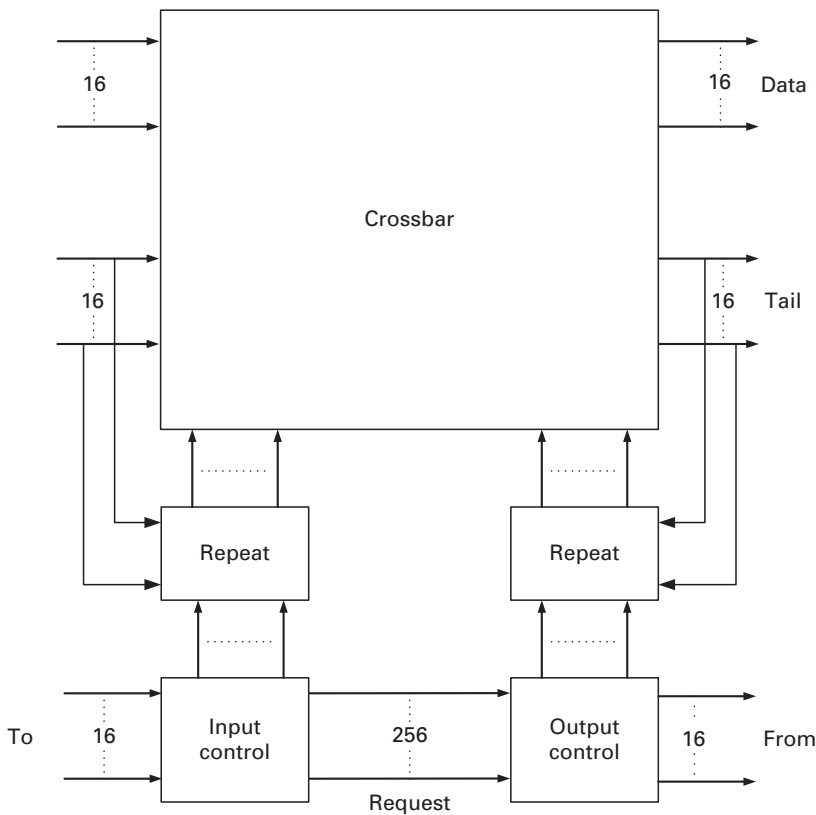 16
16
Data
Crossbar
16
16
Tail
Repeat
Repeat
To
16
Input
control
256
Request
Output
control
16
From